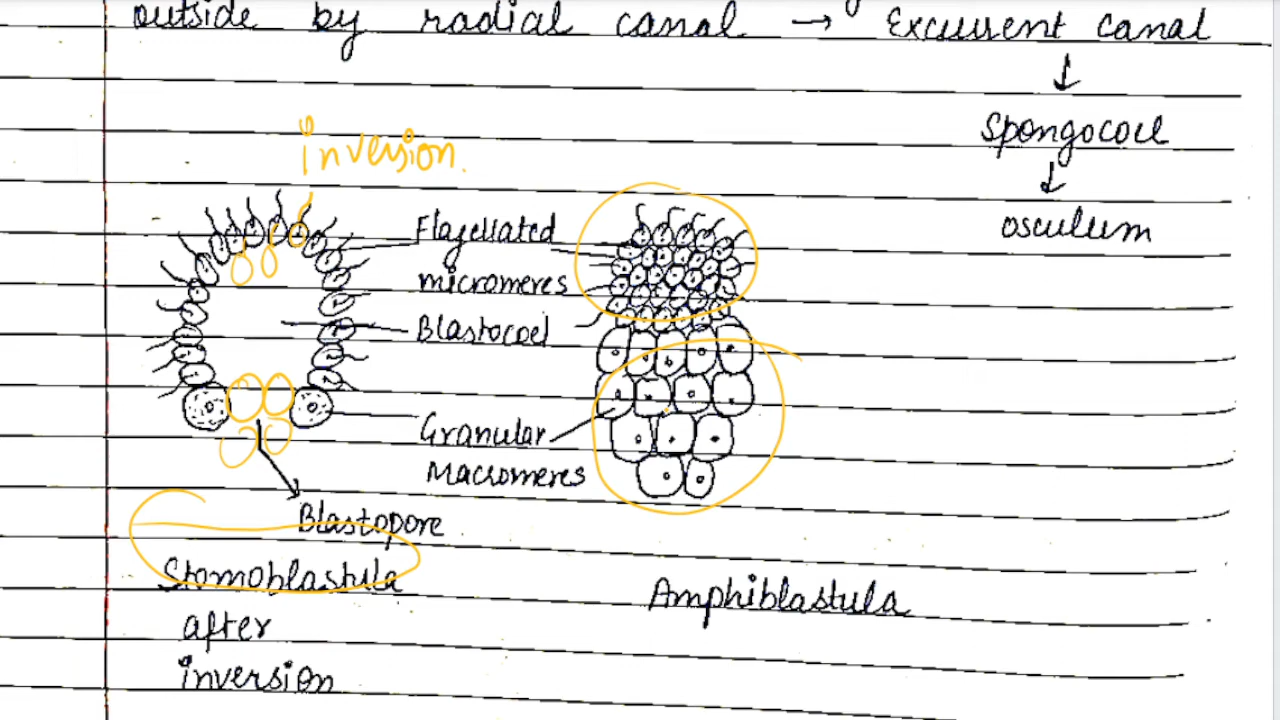 outside by radial canal → Excurrent canal
↓
Spongocoel
↓
osculum
inversion.
Flagellated
micromeres
Blastocoel
Granular
Macromeres
Blastopore
Stomoblastula
after
inversion
Amphiblastula